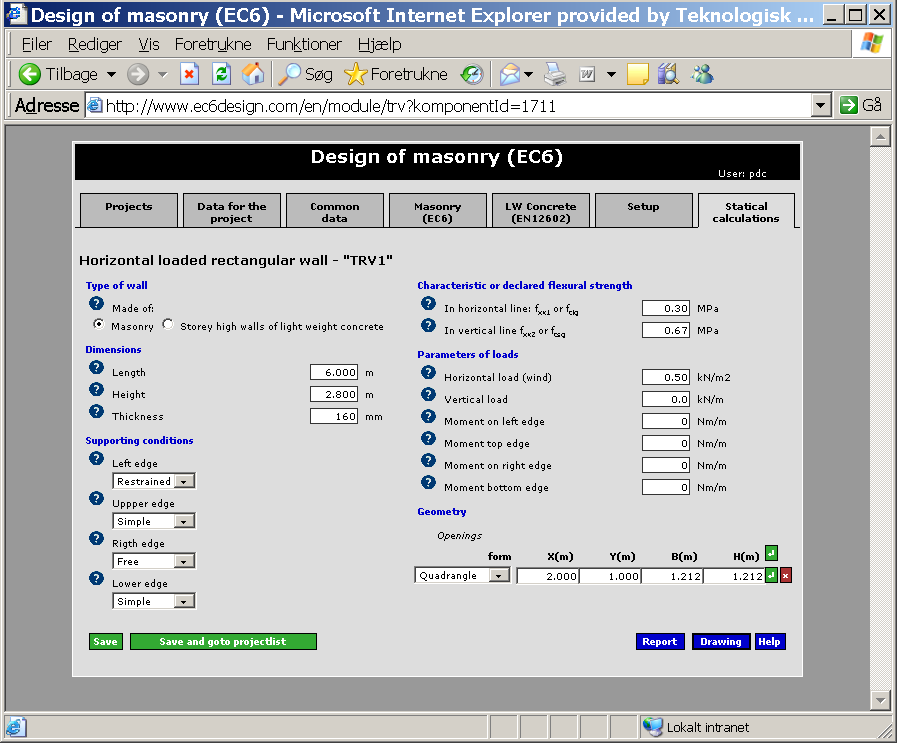 Design of masonry (EC6) - Microsoft Internet Explorer provided by Teknologisk ...
Filer Rediger Vis Foretrukne Funktioner Hjælp
Tilbage Søg Foretrukne
Adresse http://www.ec6design.com/en/module/trv?komponentId=1711 Gå
Design of masonry (EC6)
User: pdc
Projects
Data for the project
Common data
Masonry (EC6)
LW Concrete (EN12602)
Setup
Statical calculations
Horizontal loaded rectangular wall - "TRV1"
Type of wall
? Made of:
Masonry Storey high walls of light weight concrete
Dimensions
? Length 6.000 m
? Height 2.800 m
? Thickness 160 mm
Supporting conditions
? Left edge
Restrained
? Uppper edge
Simple
? Rigth edge
Free
? Lower edge
Simple
Characteristic or declared flexural strength
? In horizontal line: fxk1 or fctg 0.30 MPa
? In vertical line fxk2 or fcsg 0.67 MPa
Parameters of loads
? Horizontal load (wind) 0.50 kN/m2
? Vertical load 0.0 kN/m
? Moment on left edge 0 Nm/m
? Moment top edge 0 Nm/m
? Moment on right edge 0 Nm/m
? Moment bottom edge 0 Nm/m
Geometry
Openings
form X(m) Y(m) B(m) H(m)
Quadrangle 2.000 1.000 1.212 1.212 x
Save Save and goto projectlist Report Drawing Help
Lokalt intranet